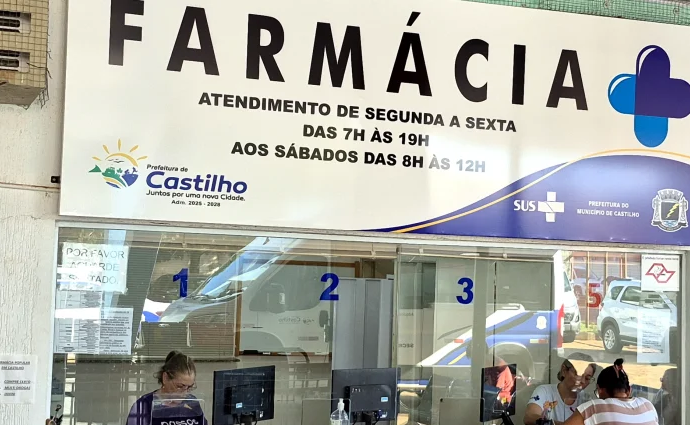 FARMÁCIA
ATENDIMENTO DE SEGUNDA A SEXTA
DAS 7H ÀS 19H
AOS SÁBADOS DAS 8H ÀS 12H
Prefeitura de
Castilho
Juntos por uma nova Cidade.
Adm. 2025 - 2028
SUS
PREFEITURA DO
MUNICÍPIO DE CASTILHO
POR FAVOR
AGUARDE
SENTADO
1
2
3
5